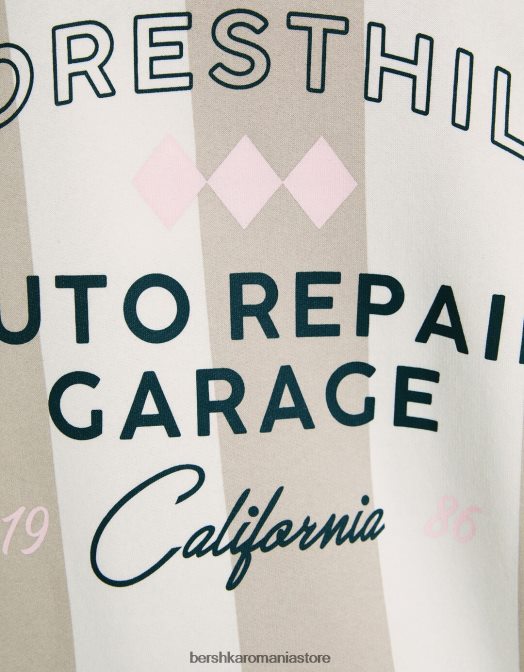 ORESTHIL
UTO REPAI
GARAGE
19 California 86
bershkaromaniastore